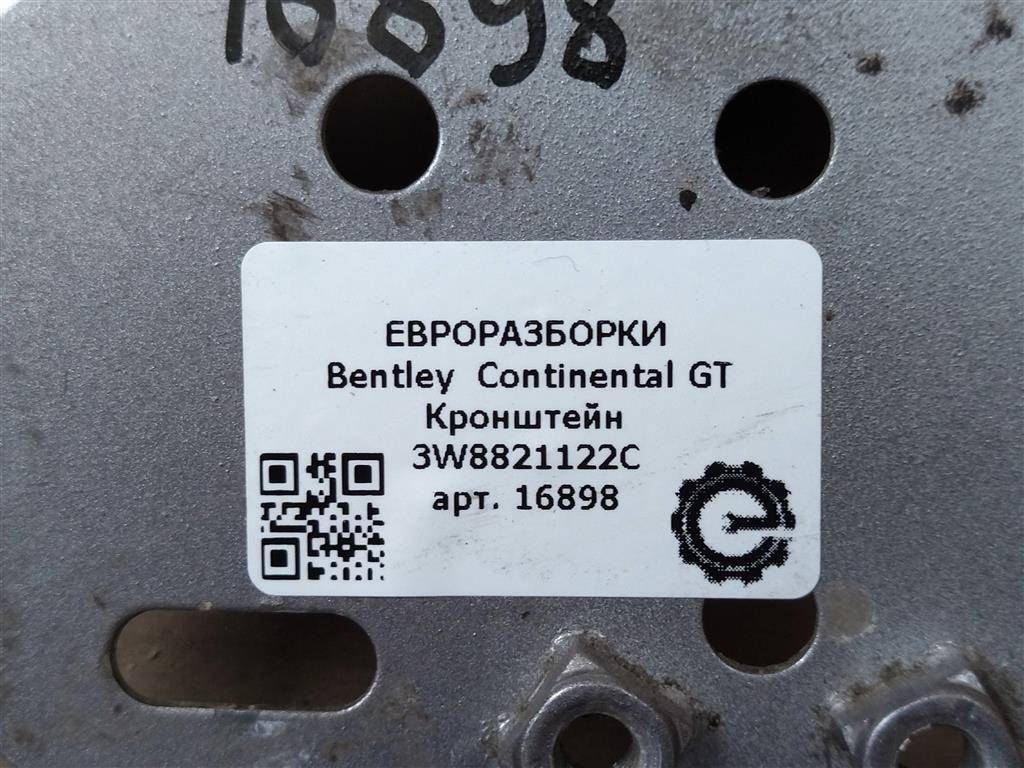 16898
ЕВРОРАЗБОРКИ
Bentley Continental GT
Кронштейн
3W8821122C
арт. 16898